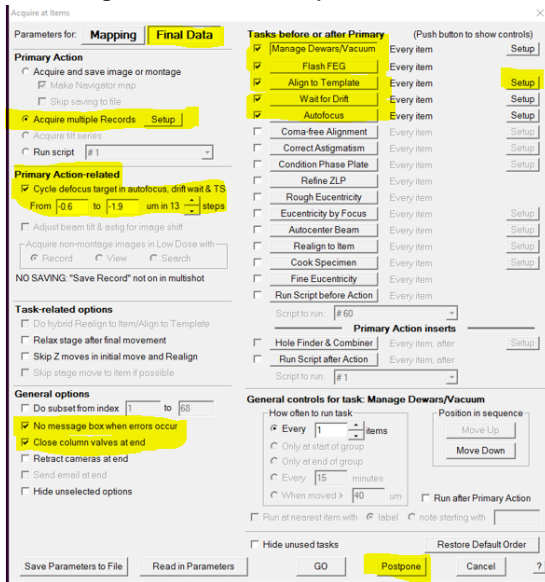 Acquire at Items
Parameters for: Mapping Final Data
Primary Action
Acquire and save image or montage
Make Navigator map
Skip saving to file
Acquire multiple Records Setup
Acquire tilt series
Run script #1
Primary Action-related
Cycle defocus target in autofocus, drift wait & TS
From -0.6 to -1.9 um in 13 steps
Adjust beam tilt & astig for image shift
Acquire non-montage images in Low Dose with
Record View Search
NO SAVING: "Save Record" not on in multishot
Task-related options
Do hybrid Realign to Item/Align to Template
Relax stage after final movement
Skip Z moves in initial move and Realign
Skip stage move to item if possible
General options
Do subset from index 1 to 68
No message box when errors occur
Close column valves at end
Retract cameras at end
Send email at end
Hide unselected options
Tasks before or after Primary (Push button to show controls)
Manage Dewars/Vacuum Every item Setup
Flash FEG Every item
Align to Template Every item Setup
Wait for Drift Every item Setup
Autofocus Every item Setup
Coma-free Alignment Every item Setup
Correct Astigmatism Every item Setup
Condition Phase Plate Every item Setup
Refine ZLP Every item
Rough Eucentricity Every item
Eucentricity by Focus Every item Setup
Autocenter Beam Every item Setup
Realign to Item Every item Setup
Cook Specimen Every item Setup
Fine Eucentricity Every item
Run Script before Action Every item
Script to run: #60
Primary Action inserts
Hole Finder & Combiner Every item, after Setup
Run Script after Action Every item, after
Script to run: #1
General controls for task: Manage Dewars/Vacuum
How often to run task
Every 1 items
Only at start of group
Only at end of group
Every 15 minutes
When moved > 40 um
Position in sequence
Move Up
Move Down
Run after Primary Action
Run at nearest item with label note starting with
Hide unused tasks Restore Default Order
Save Parameters to File Read in Parameters GO Postpone Cancel ?